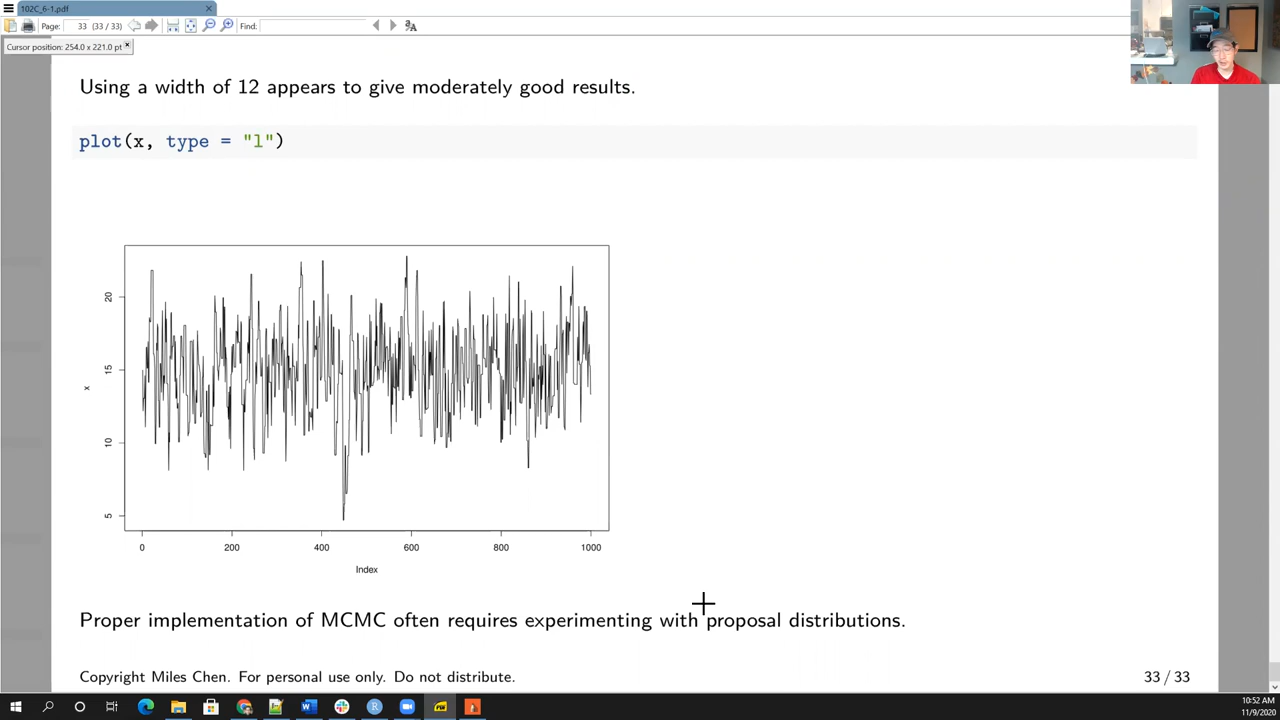 102C_6-1.pdf
Page: 33 (33 / 33) Find:
Cursor position: 254.0 x 221.0 pt
Using a width of 12 appears to give moderately good results.
plot(x, type = "l")
20
15
10
5
x
0 200 400 600 800 1000
Index
Proper implementation of MCMC often requires experimenting with proposal distributions.
Copyright Miles Chen. For personal use only. Do not distribute. 33 / 33
10:52 AM
11/9/2020